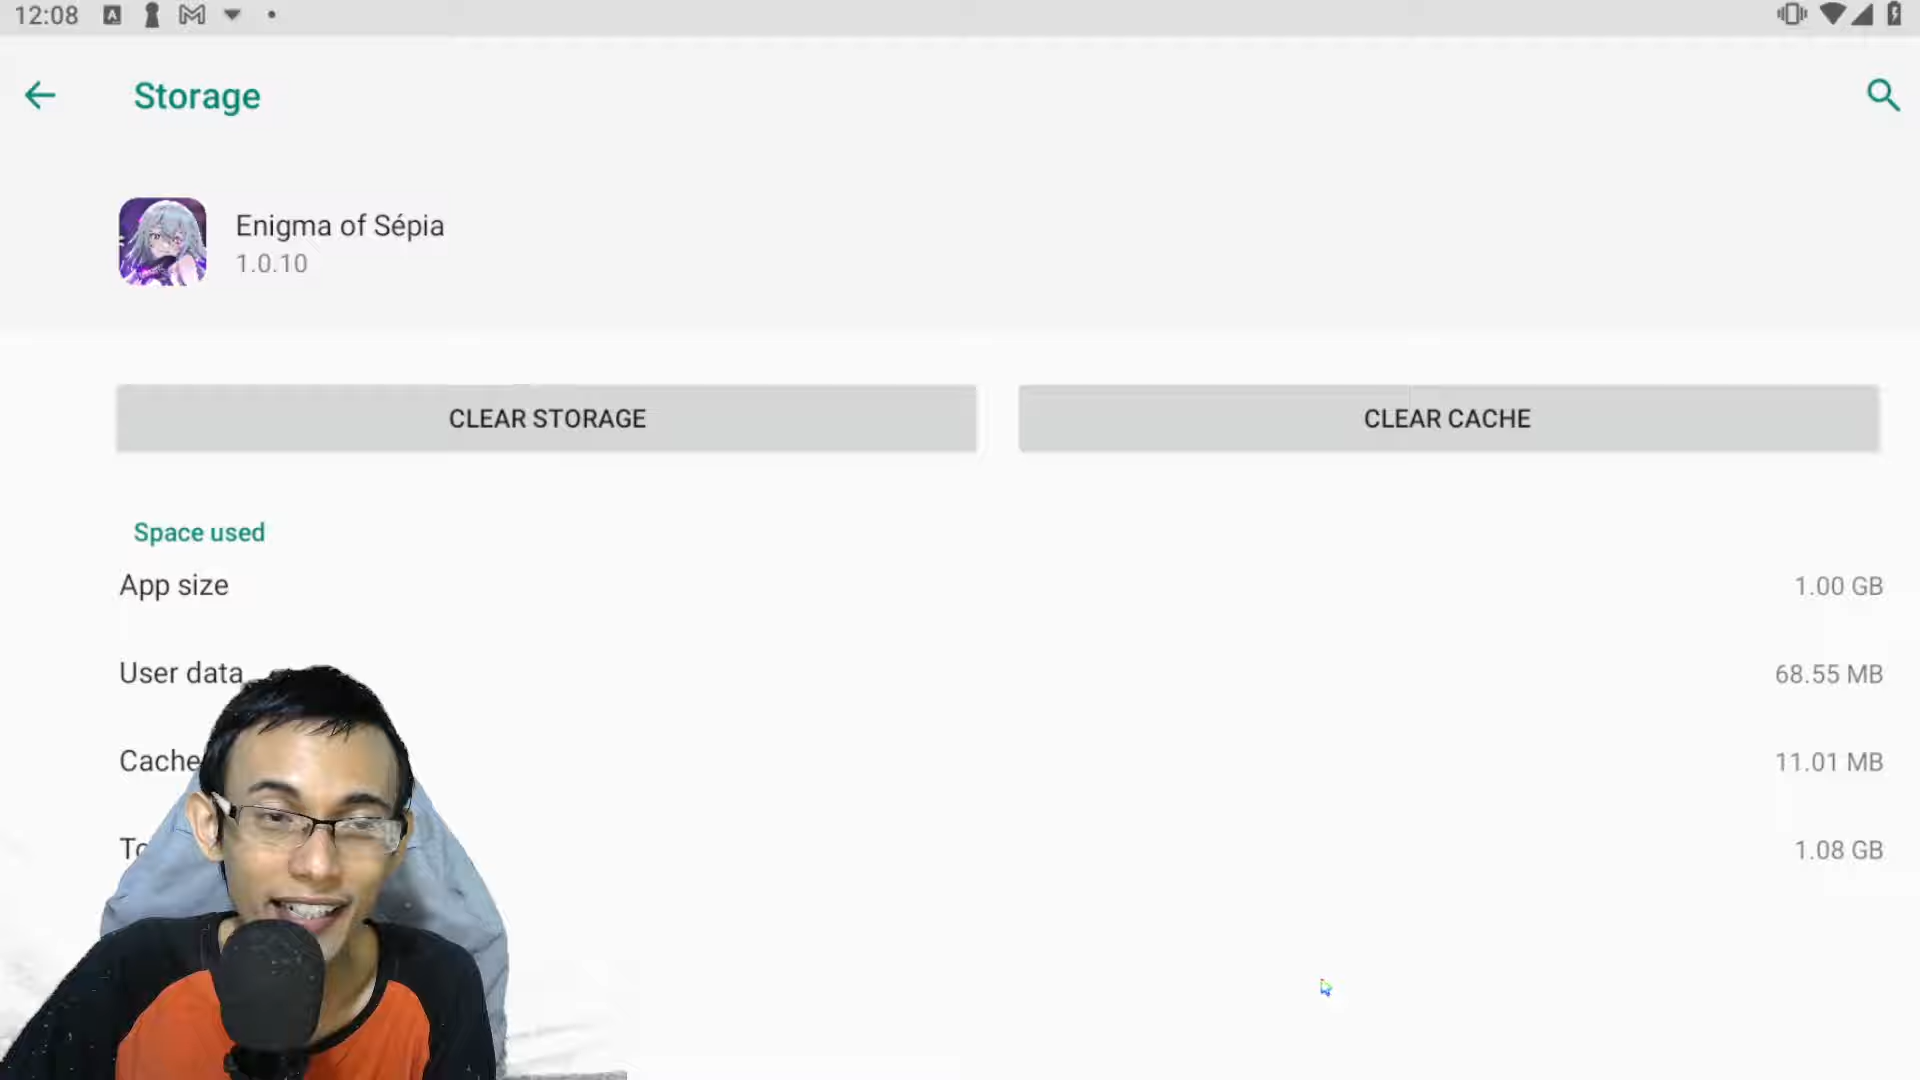 12:08
Storage
Enigma of Sépia
1.0.10
CLEAR STORAGE
CLEAR CACHE
Space used
App size
1.00 GB
User data
68.55 MB
Cache
11.01 MB
1.08 GB